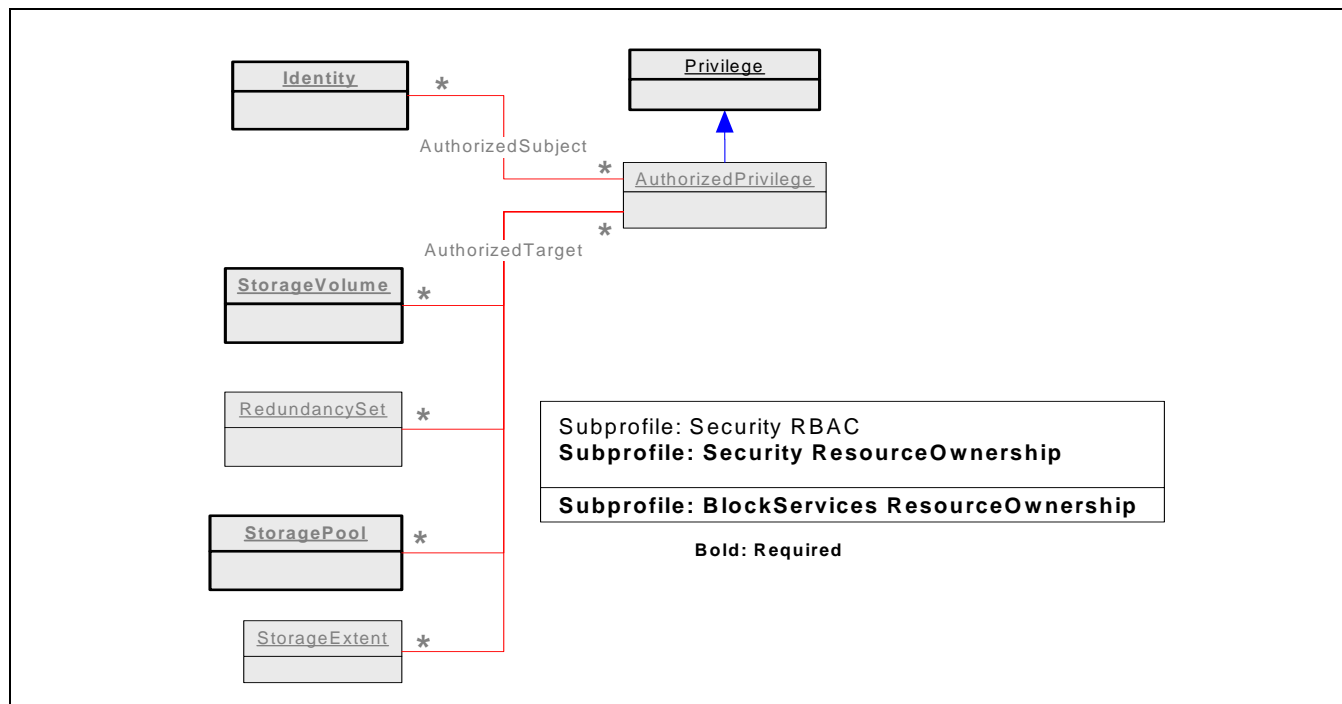 Privilege
Identity
*
AuthorizedSubject
*
AuthorizedPrivilege
*
AuthorizedTarget
StorageVolume
*
RedundancySet
*
Subprofile: Security RBAC
Subprofile: Security ResourceOwnership
Subprofile: BlockServices ResourceOwnership
StoragePool
*
Bold: Required
StorageExtent
*